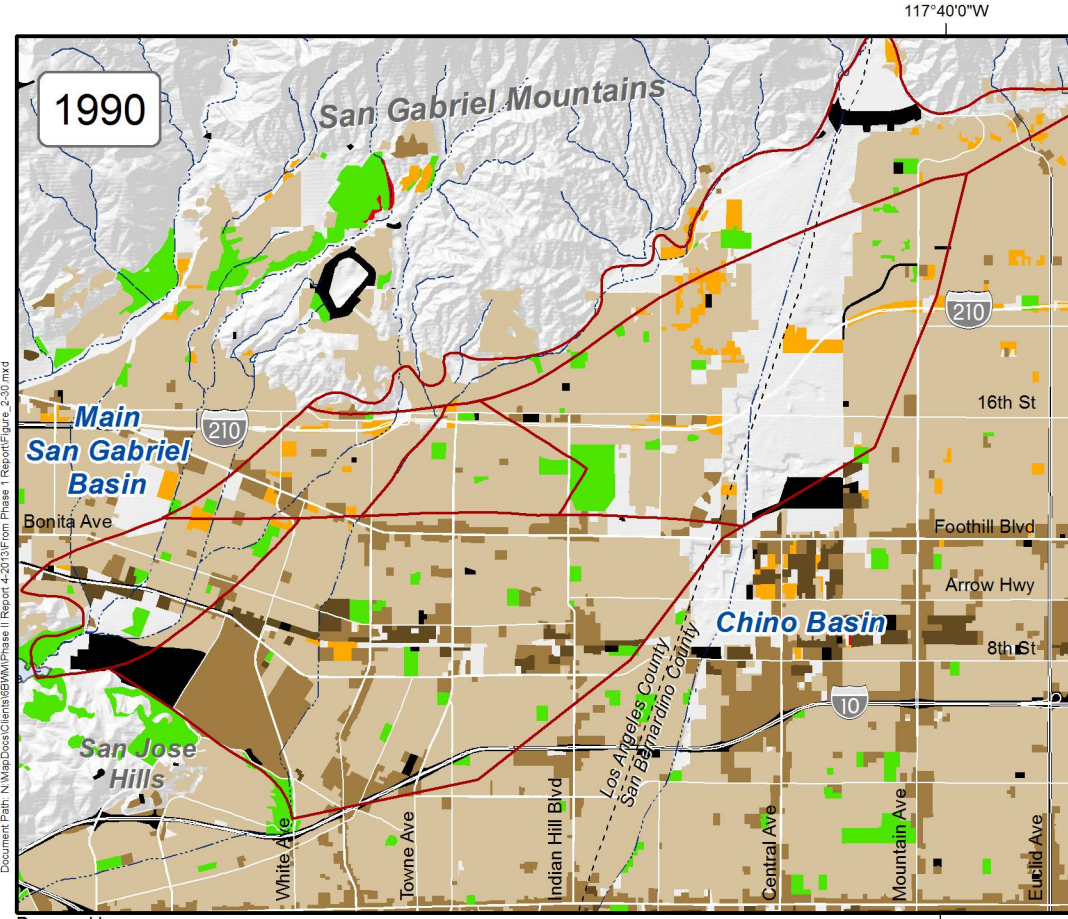 117°40'0"W
1990
San Gabriel Mountains
210
16th St
Main
San Gabriel
Basin
210
Bonita Ave
Foothill Blvd
Arrow Hwy
Chino Basin
8th St
Los Angeles County
San Bernardino County
10
San Jose
Hills
White Ave
Towne Ave
Indian Hill Blvd
Central Ave
Mountain Ave
Euclid Ave
Document Path: N:\MapDocs\Clients\6BWM\Phase II Report 4-2013\From Phase 1 Report\Figure_2-30.mxd